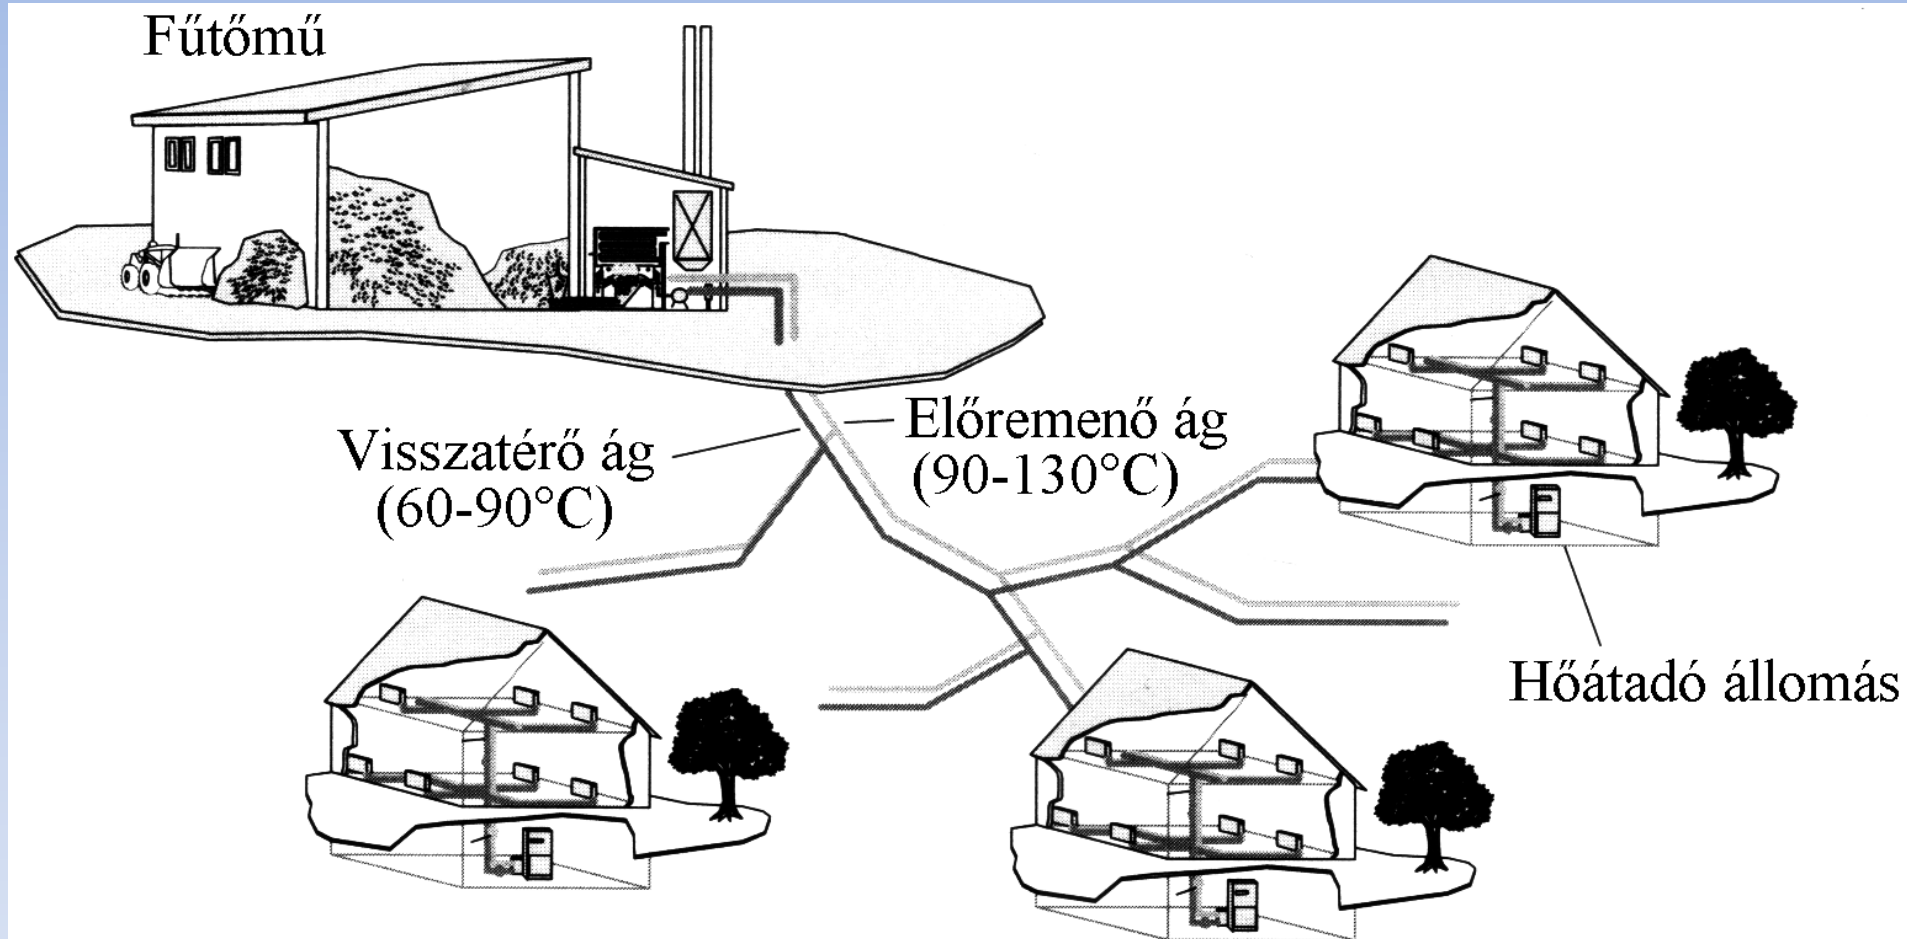 Fűtőmű
Előremenő ág
(90-130°C)
Visszatérő ág
(60-90°C)
Hőátadó állomás